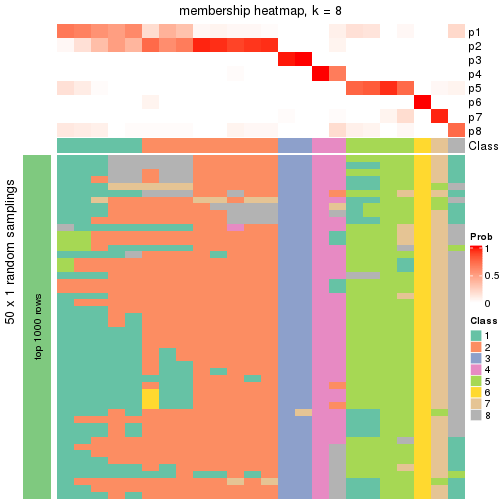 membership heatmap, k = 8
p1
p2
p3
p4
p5
p6
p7
p8
Class
50 x 1 random samplings
top 1000 rows
Prob
1
0.5
0
Class
1
2
3
4
5
6
7
8